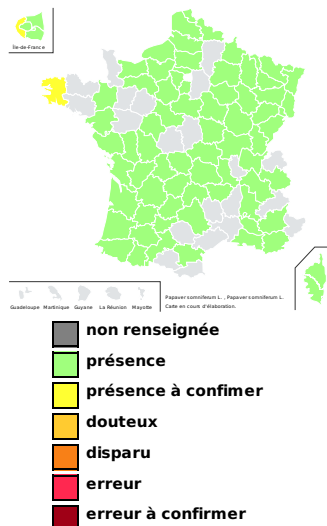 Île-de-France
Guadeloupe Martinique Guyane La Réunion Mayotte
Papaver somniferum L. , Papaver somniferum L.
Carte en cours d'élaboration.
non renseignée
présence
présence à confimer
douteux
disparu
erreur
erreur à confirmer